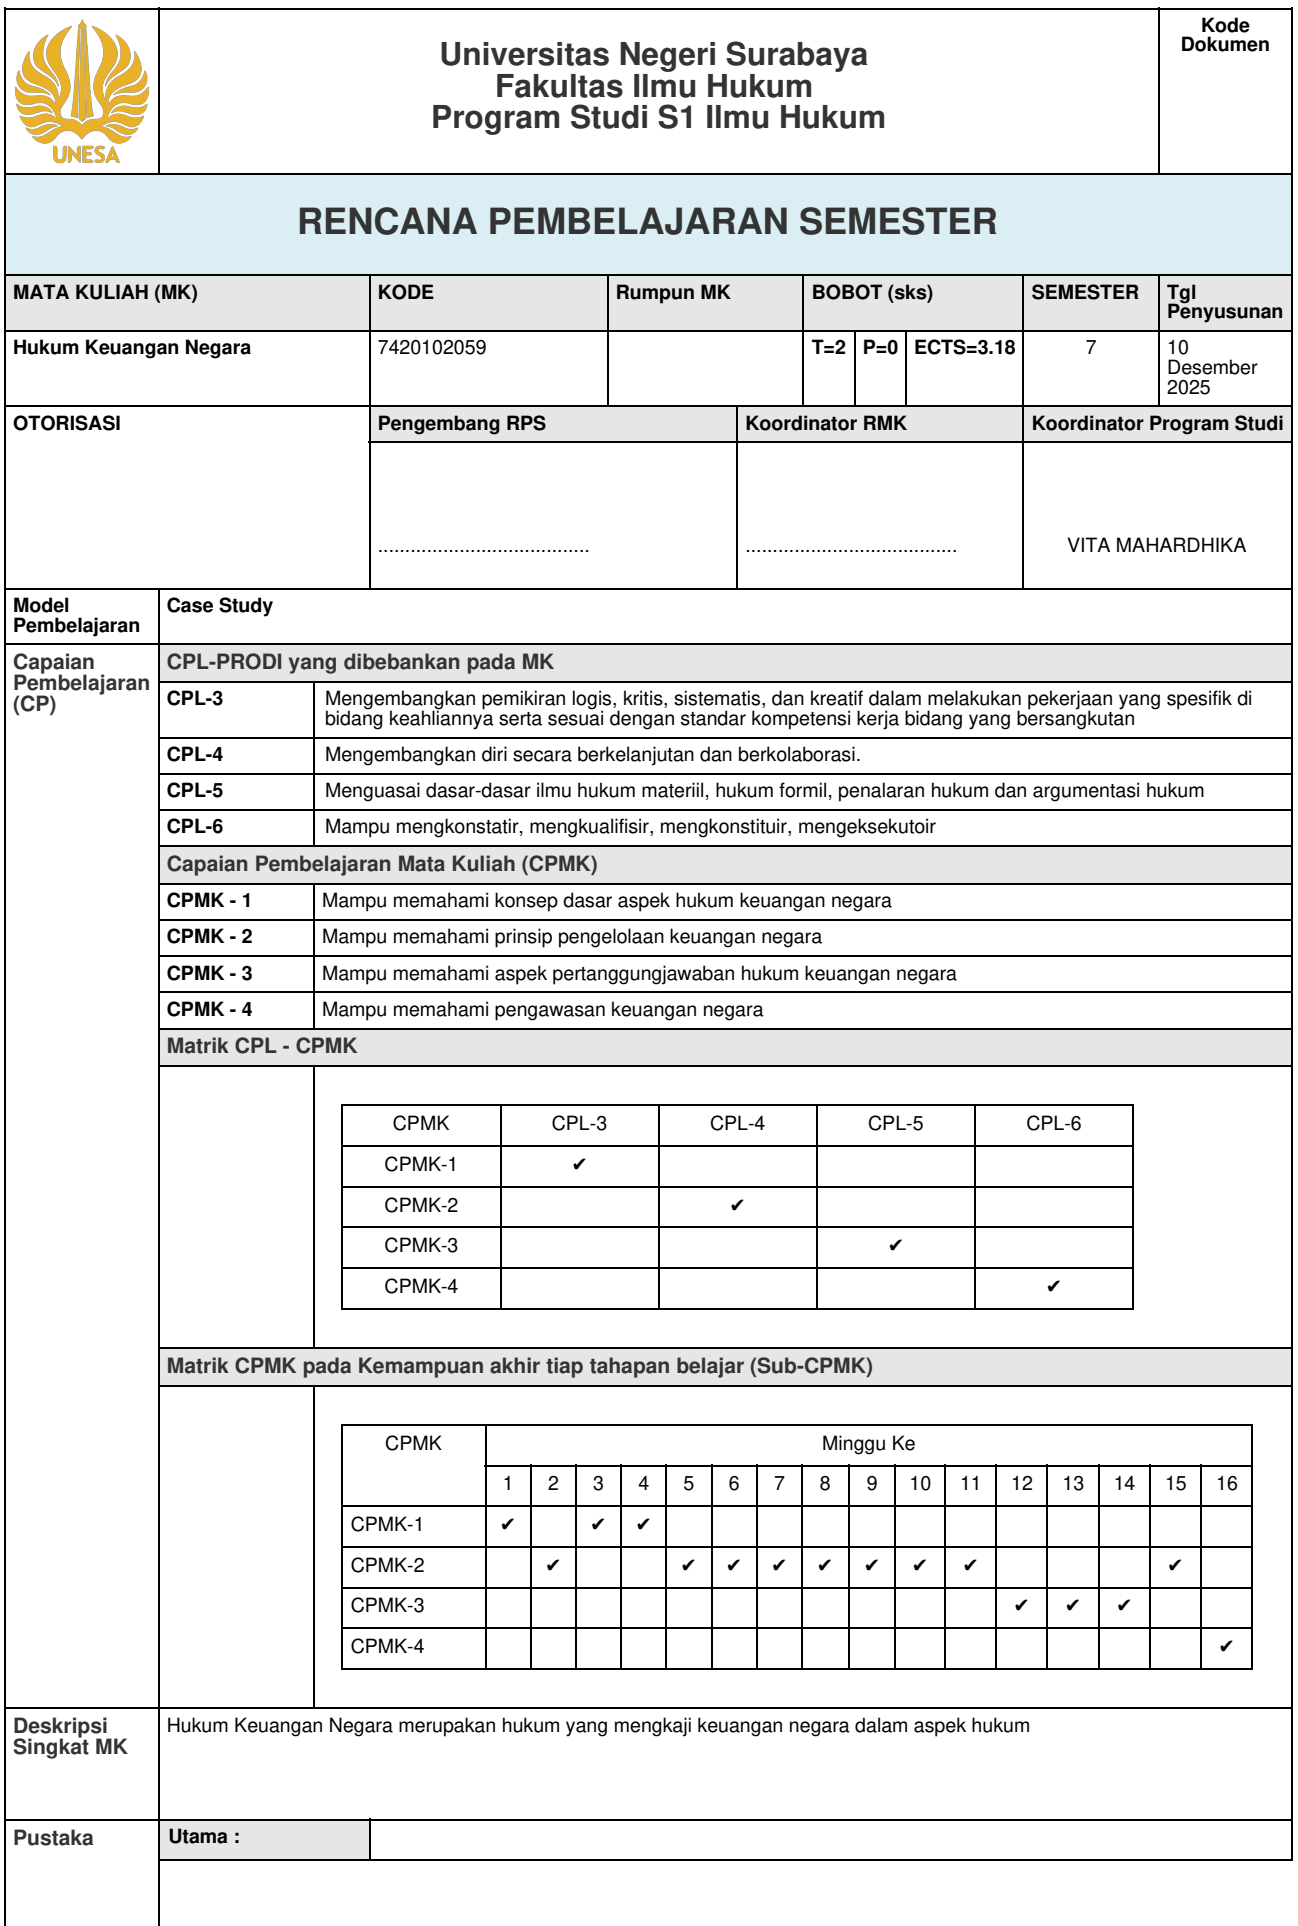 UNESA
Universitas Negeri Surabaya
Fakultas Ilmu Hukum
Program Studi S1 Ilmu Hukum
Kode
Dokumen
RENCANA PEMBELAJARAN SEMESTER
MATA KULIAH (MK) KODE Rumpun MK BOBOT (sks) SEMESTER Tgl
Penyusunan
Hukum Keuangan Negara 7420102059 T=2 P=0 ECTS=3.18 7 10
Desember
2025
OTORISASI Pengembang RPS Koordinator RMK Koordinator Program Studi
....................................... ....................................... VITA MAHARDHIKA
Model
Pembelajaran
Case Study
Capaian
Pembelajaran
(CP)
CPL-PRODI yang dibebankan pada MK
CPL-3 Mengembangkan pemikiran logis, kritis, sistematis, dan kreatif dalam melakukan pekerjaan yang spesifik di
bidang keahliannya serta sesuai dengan standar kompetensi kerja bidang yang bersangkutan
CPL-4 Mengembangkan diri secara berkelanjutan dan berkolaborasi.
CPL-5 Menguasai dasar-dasar ilmu hukum materiil, hukum formil, penalaran hukum dan argumentasi hukum
CPL-6 Mampu mengkonstatir, mengkualifisir, mengkonstituir, mengeksekutoir
Capaian Pembelajaran Mata Kuliah (CPMK)
CPMK - 1 Mampu memahami konsep dasar aspek hukum keuangan negara
CPMK - 2 Mampu memahami prinsip pengelolaan keuangan negara
CPMK - 3 Mampu memahami aspek pertanggungjawaban hukum keuangan negara
CPMK - 4 Mampu memahami pengawasan keuangan negara
Matrik CPL - CPMK
CPMK CPL-3 CPL-4 CPL-5 CPL-6
CPMK-1 ✔
CPMK-2 ✔
CPMK-3 ✔
CPMK-4 ✔
Matrik CPMK pada Kemampuan akhir tiap tahapan belajar (Sub-CPMK)
CPMK Minggu Ke
1 2 3 4 5 6 7 8 9 10 11 12 13 14 15 16
CPMK-1 ✔ ✔ ✔
CPMK-2 ✔ ✔ ✔ ✔ ✔ ✔ ✔ ✔ ✔
CPMK-3 ✔ ✔ ✔
CPMK-4 ✔
Deskripsi
Singkat MK
Hukum Keuangan Negara merupakan hukum yang mengkaji keuangan negara dalam aspek hukum
Pustaka Utama :